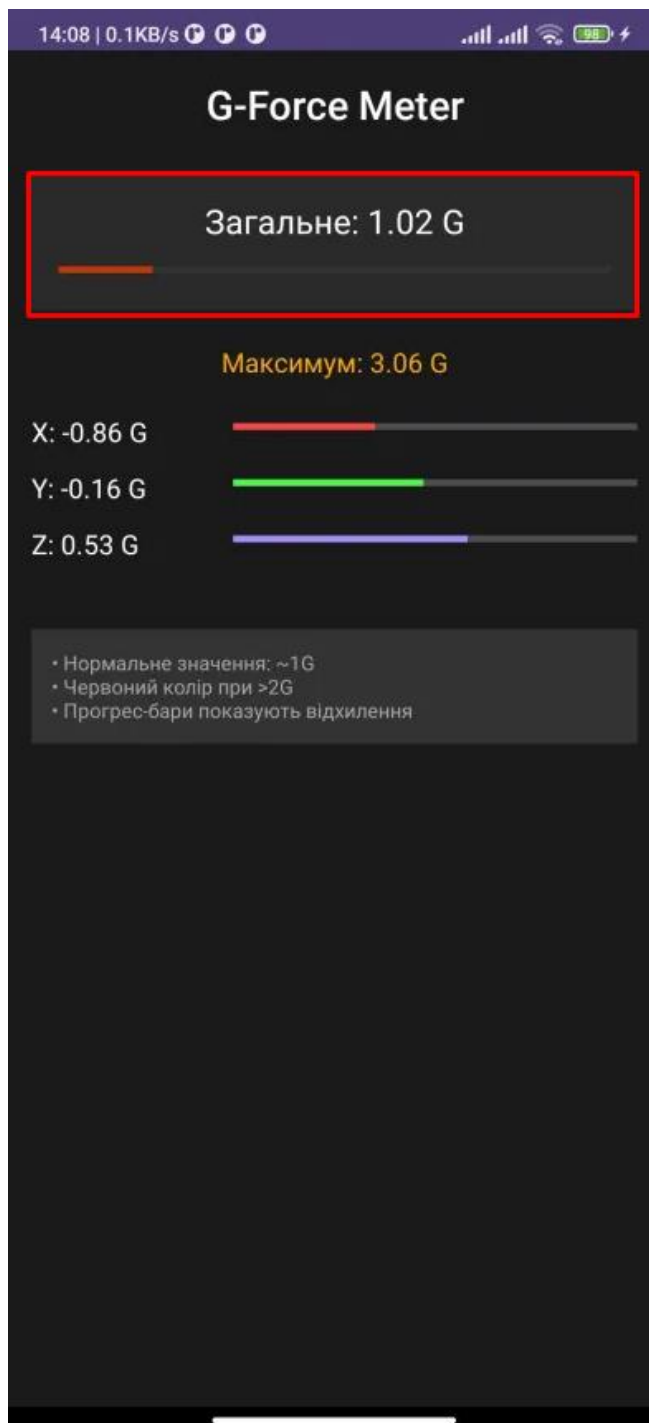 14:08 | 0.1KB/s
98
G-Force Meter
Загальне: 1.02 G
Максимум: 3.06 G
X: -0.86 G
Y: -0.16 G
Z: 0.53 G
• Нормальне значення: ~1G
• Червоний колір при >2G
• Прогрес-бари показують відхилення